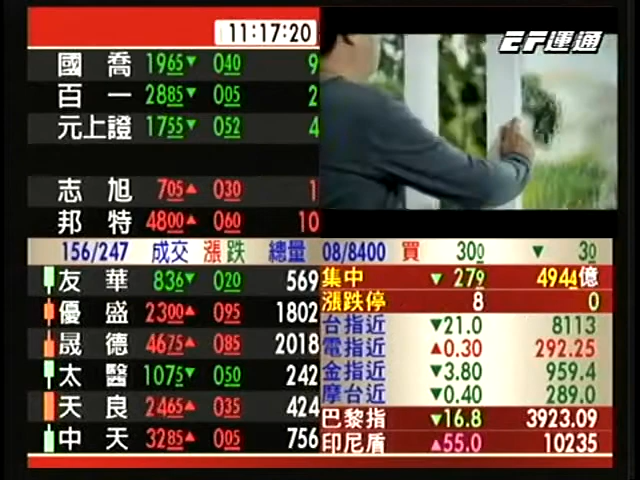 11:17:20
EF運通
國喬 1965▼ 040 9
百一 2885▼ 005 2
元上證 1755▼ 052 4
志旭 705▲ 030 1
邦特 4800▲ 060 10
156/247 成交 漲跌 總量
友華 836▼ 020 569
優盛 2300▲ 095 1802
晟德 4675▲ 085 2018
太醫 1075▼ 050 242
天良 2465▲ 035 424
中天 3285▲ 005 756
08/8400 買 300 ▼ 30
集中 ▼ 279 4944億
漲跌停 8 0
台指近 ▼21.0 8113
電指近 ▲0.30 292.25
金指近 ▼3.80 959.4
摩台近 ▼0.40 289.0
巴黎指 ▼16.8 3923.09
印尼盾 ▲55.0 10235